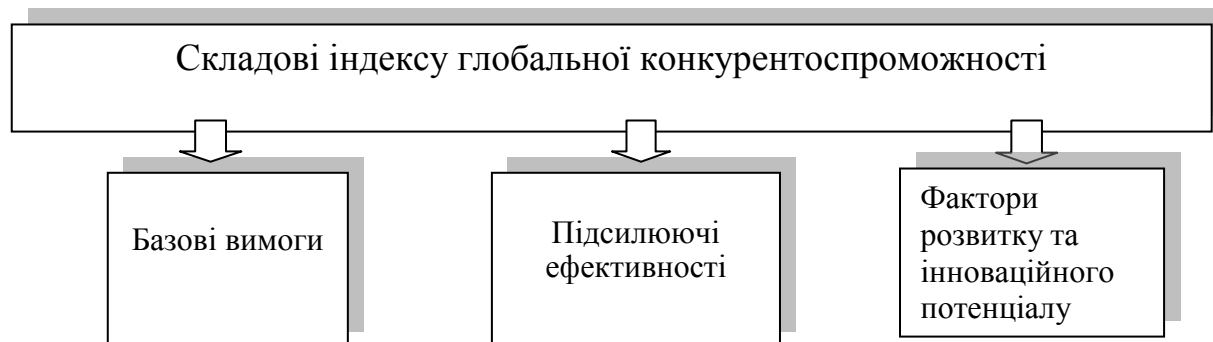 Складові індексу глобальної конкурентоспроможності
Базові вимоги
Підсилюючі
ефективності
Фактори
розвитку та
інноваційного
потенціалу